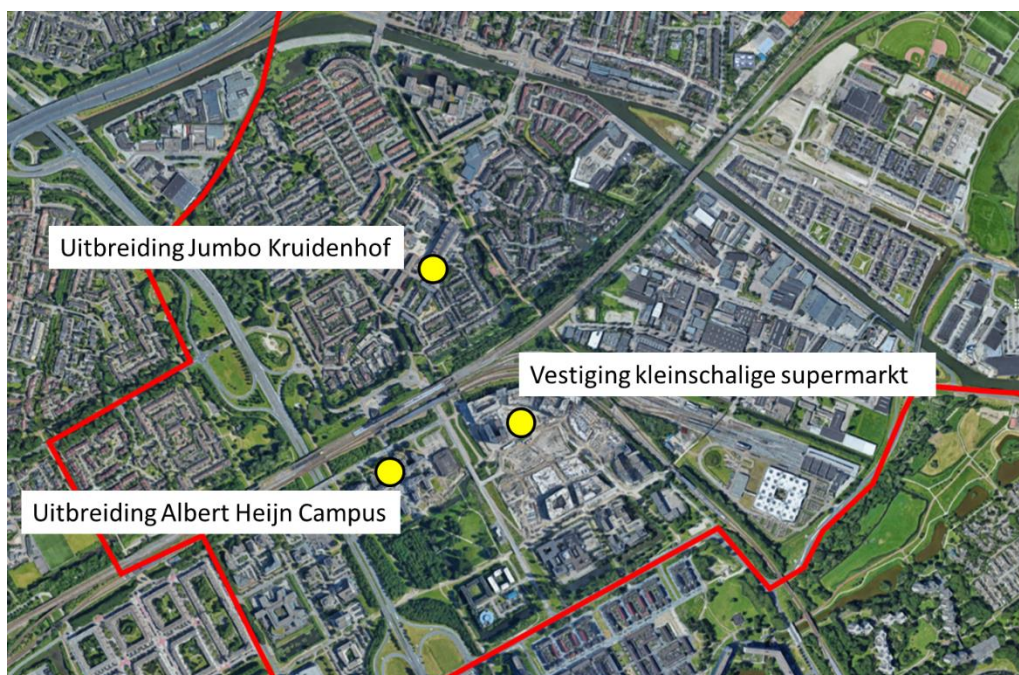 Uitbreiding Jumbo Kruidenhof
Vestiging kleinschalige supermarkt
Uitbreiding Albert Heijn Campus